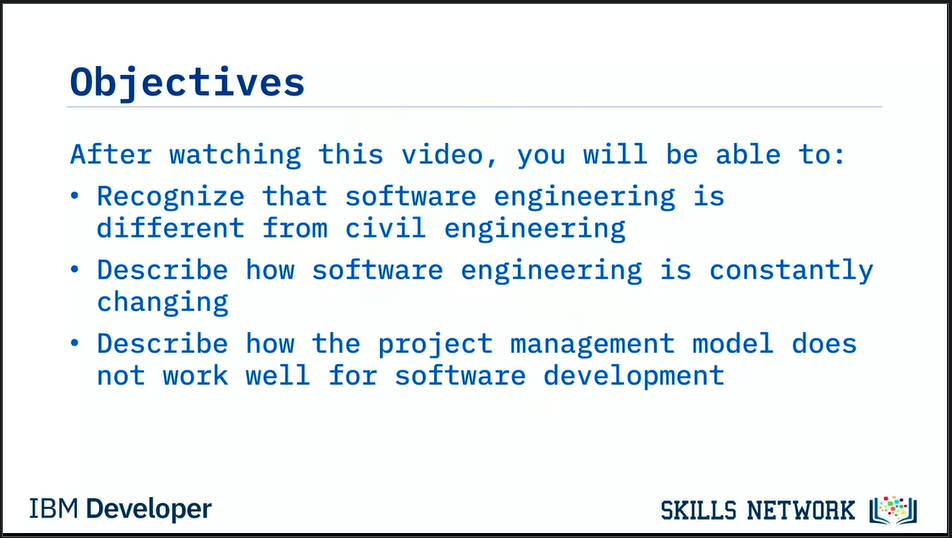 Objectives
After watching this video, you will be able to:
• Recognize that software engineering is
different from civil engineering
• Describe how software engineering is constantly
changing
• Describe how the project management model does
not work well for software development
IBM Developer
SKILLS NETWORK